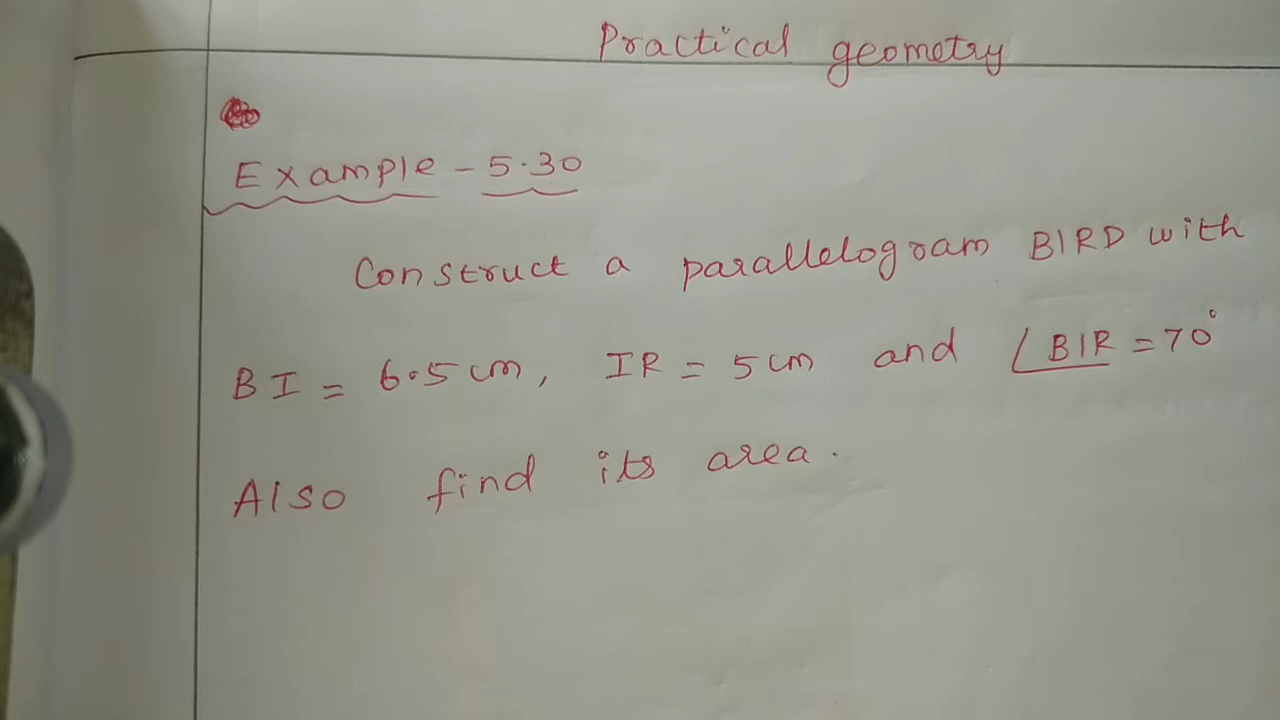 Practical geometry
Example - 5.30
Construct a parallelogram BIRD with
BI = 6.5 cm, IR = 5 cm and ∠BIR = 70°
Also find its area.